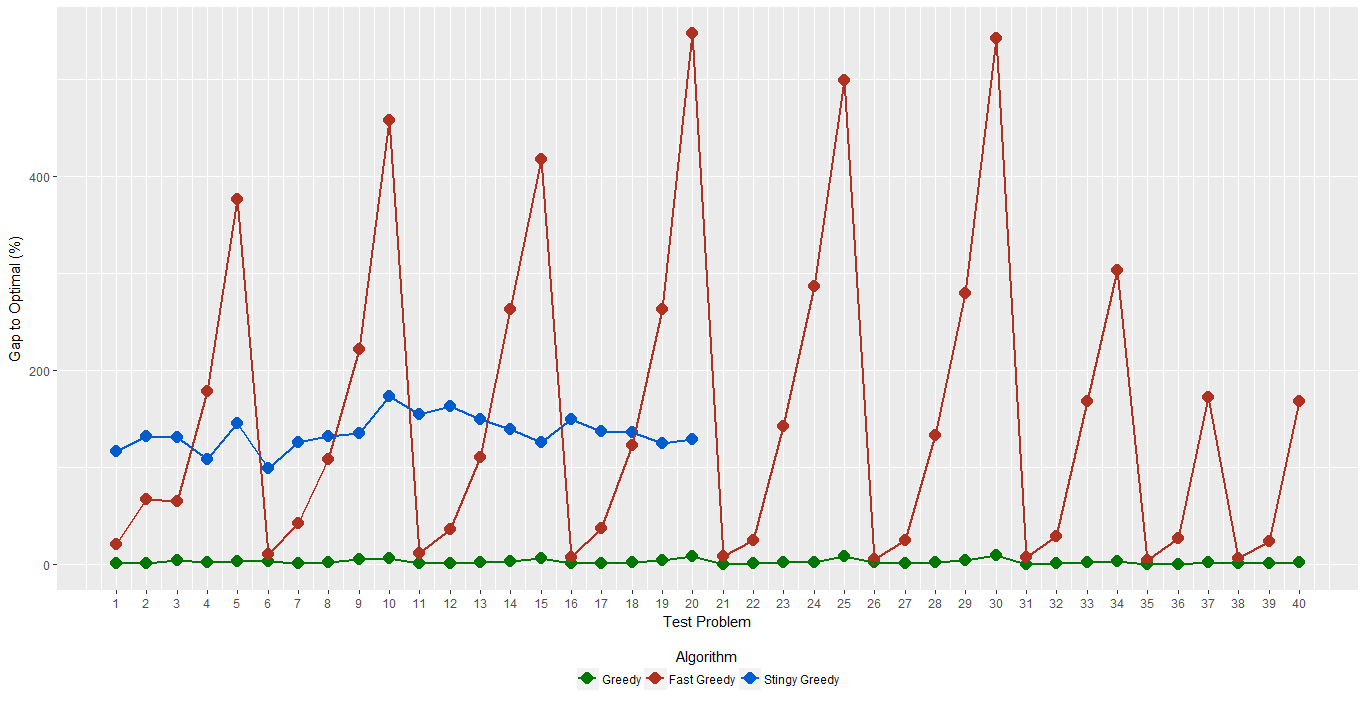 Gap to Optimal (%)
400
200
0
1 2 3 4 5 6 7 8 9 10 11 12 13 14 15 16 17 18 19 20 21 22 23 24 25 26 27 28 29 30 31 32 33 34 35 36 37 38 39 40
Test Problem
Algorithm
Greedy Fast Greedy Stingy Greedy